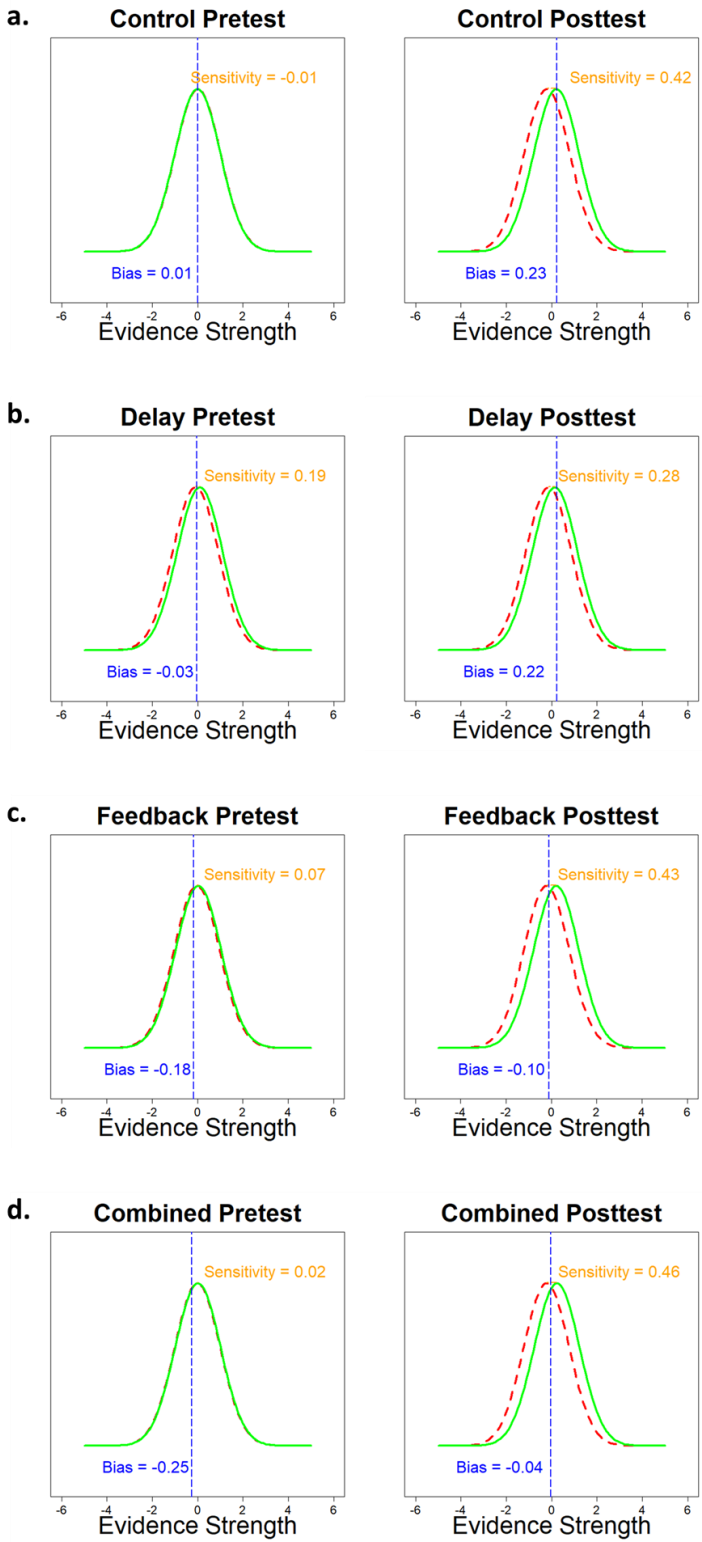 a.
Control Pretest
Control Posttest
Sensitivity = -0.01
Sensitivity = 0.42
Bias = 0.01
Bias = 0.23
-6 -4 -2 0 2 4 6
-6 -4 -2 0 2 4 6
Evidence Strength
Evidence Strength
b.
Delay Pretest
Delay Posttest
Sensitivity = 0.19
Sensitivity = 0.28
Bias = -0.03
Bias = 0.22
-6 -4 -2 0 2 4 6
-6 -4 -2 0 2 4 6
Evidence Strength
Evidence Strength
c.
Feedback Pretest
Feedback Posttest
Sensitivity = 0.07
Sensitivity = 0.43
Bias = -0.18
Bias = -0.10
-6 -4 -2 0 2 4 6
-6 -4 -2 0 2 4 6
Evidence Strength
Evidence Strength
d.
Combined Pretest
Combined Posttest
Sensitivity = 0.02
Sensitivity = 0.46
Bias = -0.25
Bias = -0.04
-6 -4 -2 0 2 4 6
-6 -4 -2 0 2 4 6
Evidence Strength
Evidence Strength